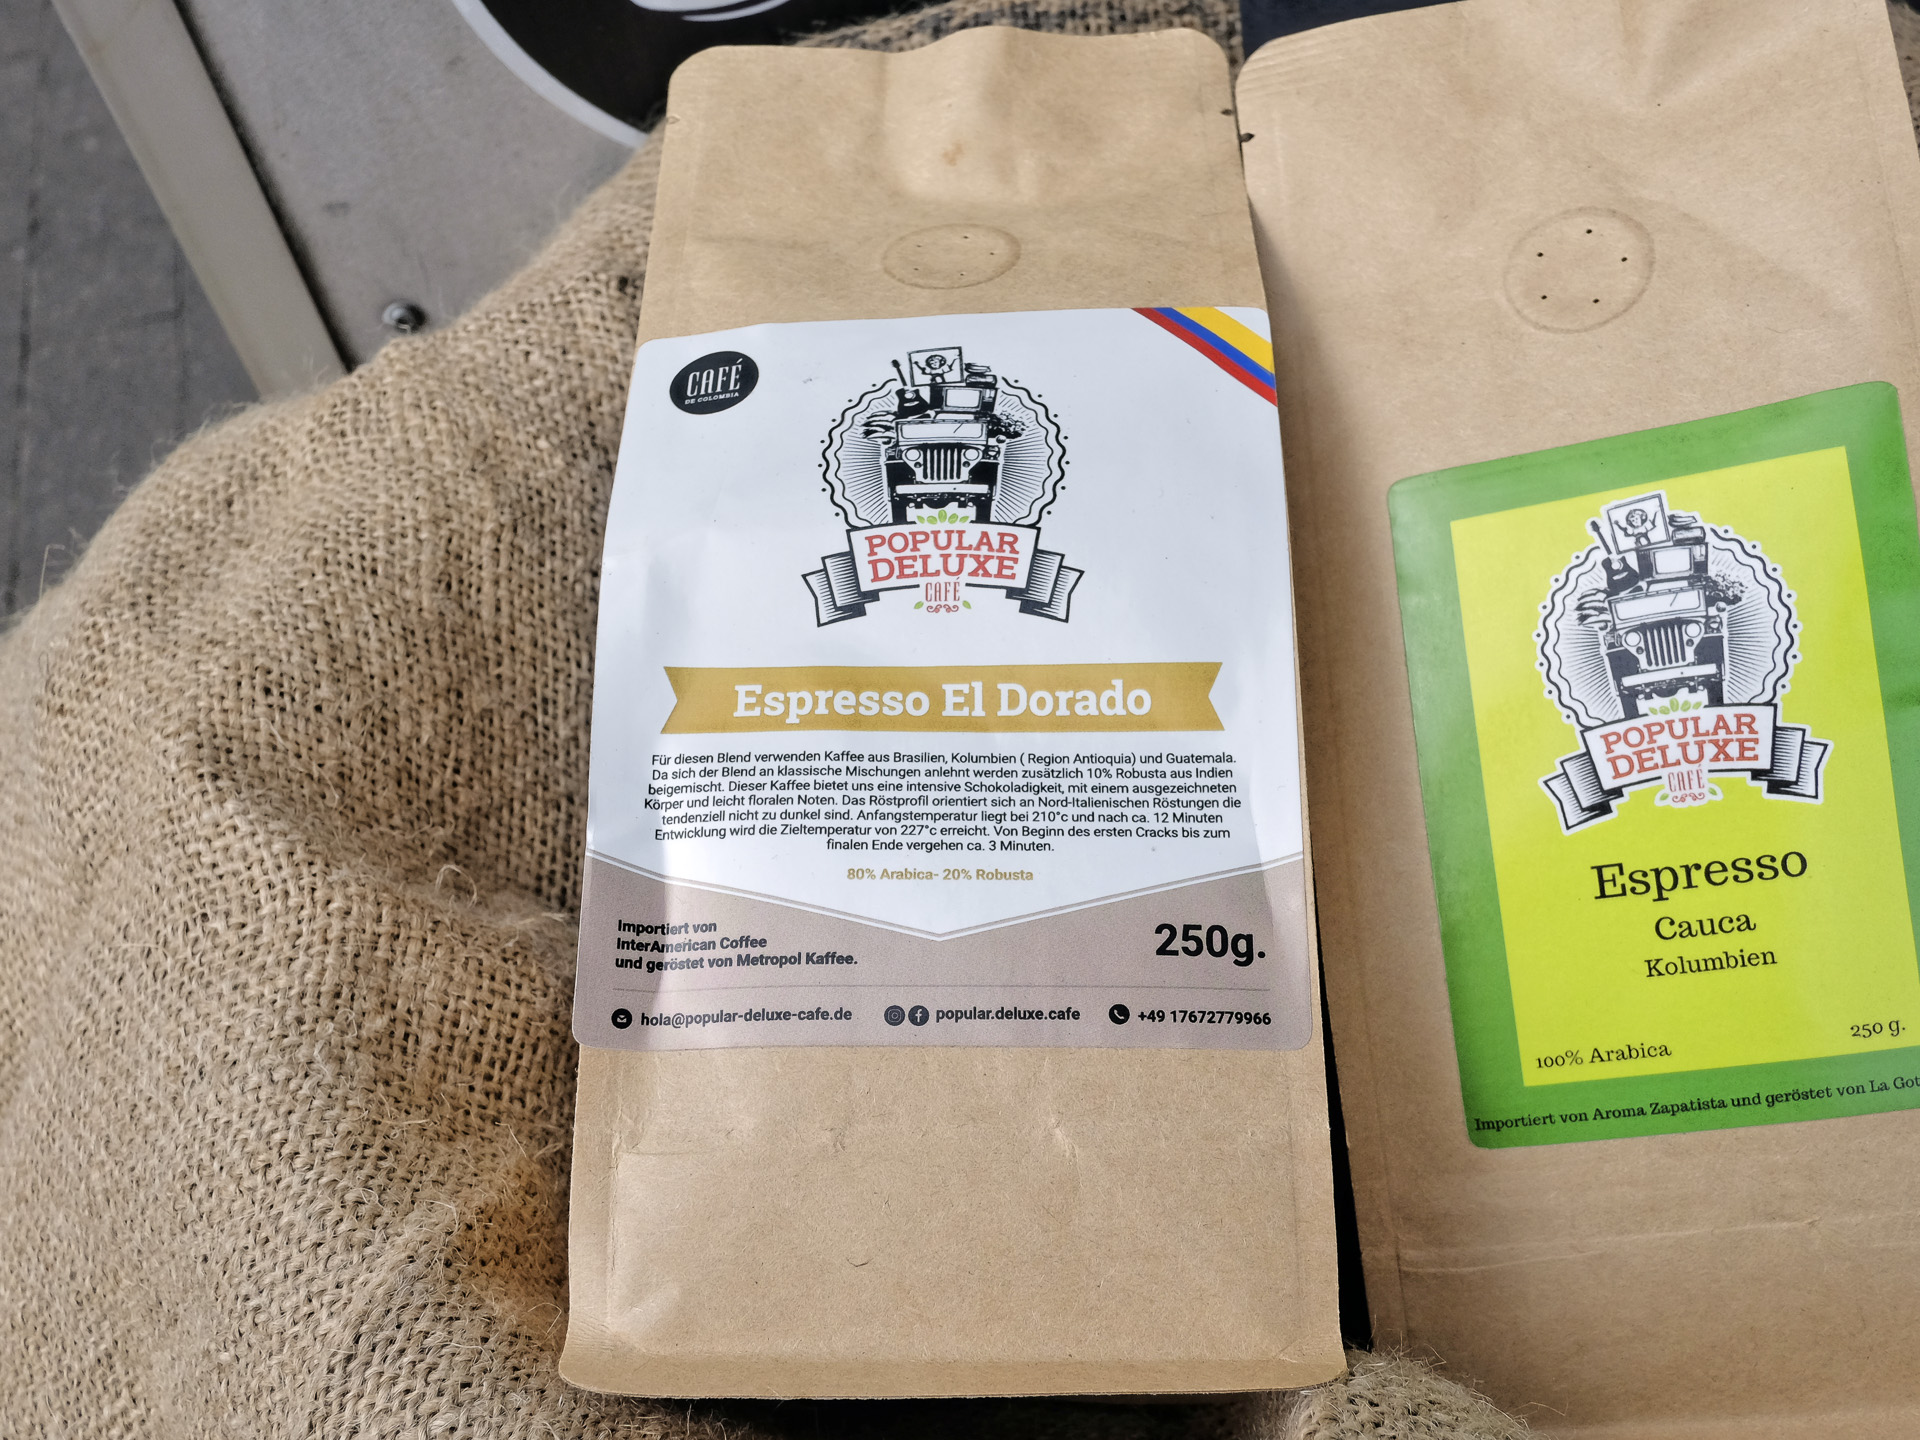 CAFÉ
DE COLOMBIA
POPULAR
DELUXE
CAFÉ
Espresso El Dorado
Für diesen Blend verwenden Kaffee aus Brasilien, Kolumbien ( Region Antioquia) und Guatemala.
Da sich der Blend an klassische Mischungen anlehnt werden zusätzlich 10% Robusta aus Indien
beigemischt. Dieser Kaffee bietet uns eine intensive Schokoladigkeit, mit einem ausgezeichneten
Körper und leicht floralen Noten. Das Röstprofil orientiert sich an Nord-Italienischen Röstungen die
tendenziell nicht zu dunkel sind. Anfangstemperatur liegt bei 210°c und nach ca. 12 Minuten
Entwicklung wird die Zieltemperatur von 227°c erreicht. Von Beginn des ersten Cracks bis zum
finalen Ende vergehen ca. 3 Minuten.
80% Arabica- 20% Robusta
Importiert von
InterAmerican Coffee
und geröstet von Metropol Kaffee.
250g.
hola@popular-deluxe-cafe.de
popular.deluxe.cafe
+49 17672779966
POPULAR
DELUXE
CAFÉ
Espresso
Cauca
Kolumbien
100% Arabica
250 g.
Importiert von Aroma Zapatista und geröstet von La Got